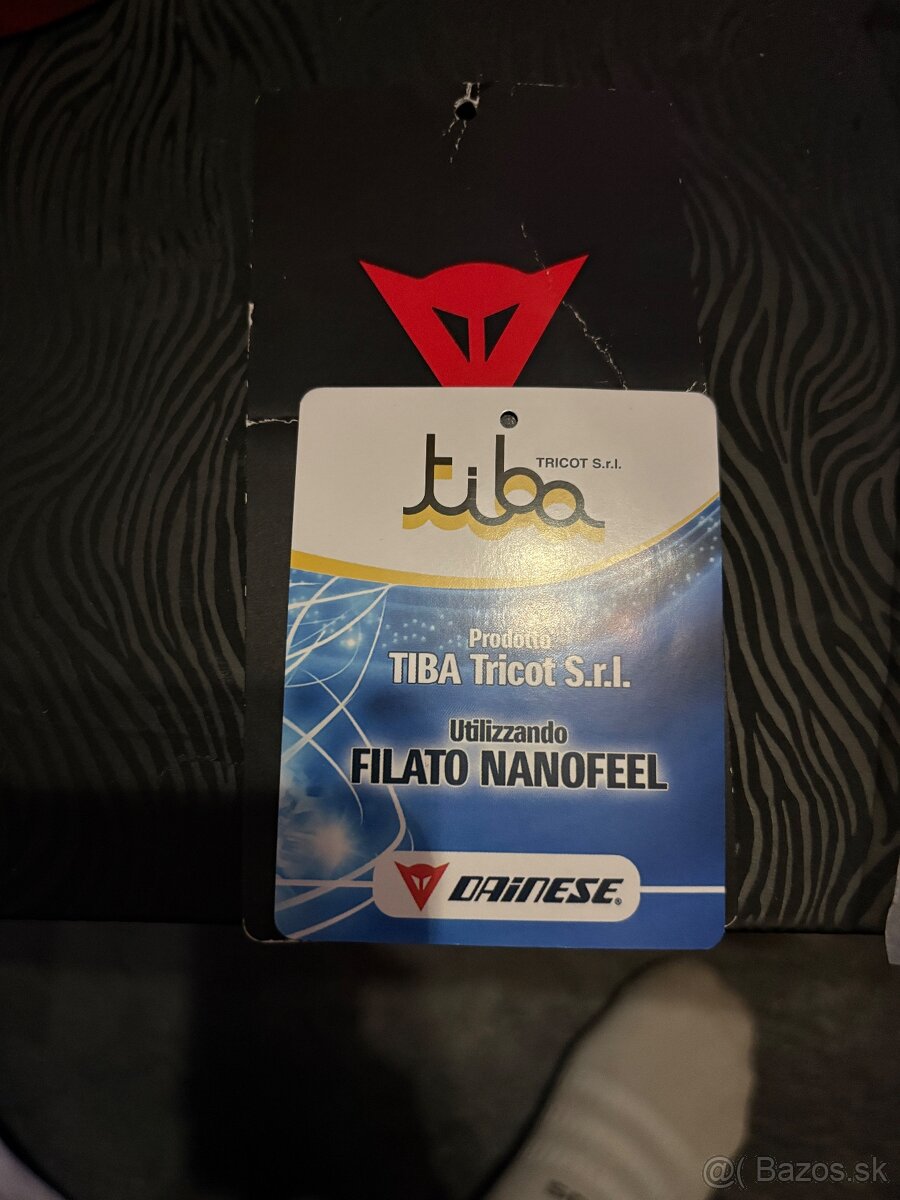 tiba TRICOT S.r.l.
Prodotto
TIBA Tricot S.r.l.
Utilizzando
FILATO NANOFEEL
DAINESE®
@( Bazos.sk